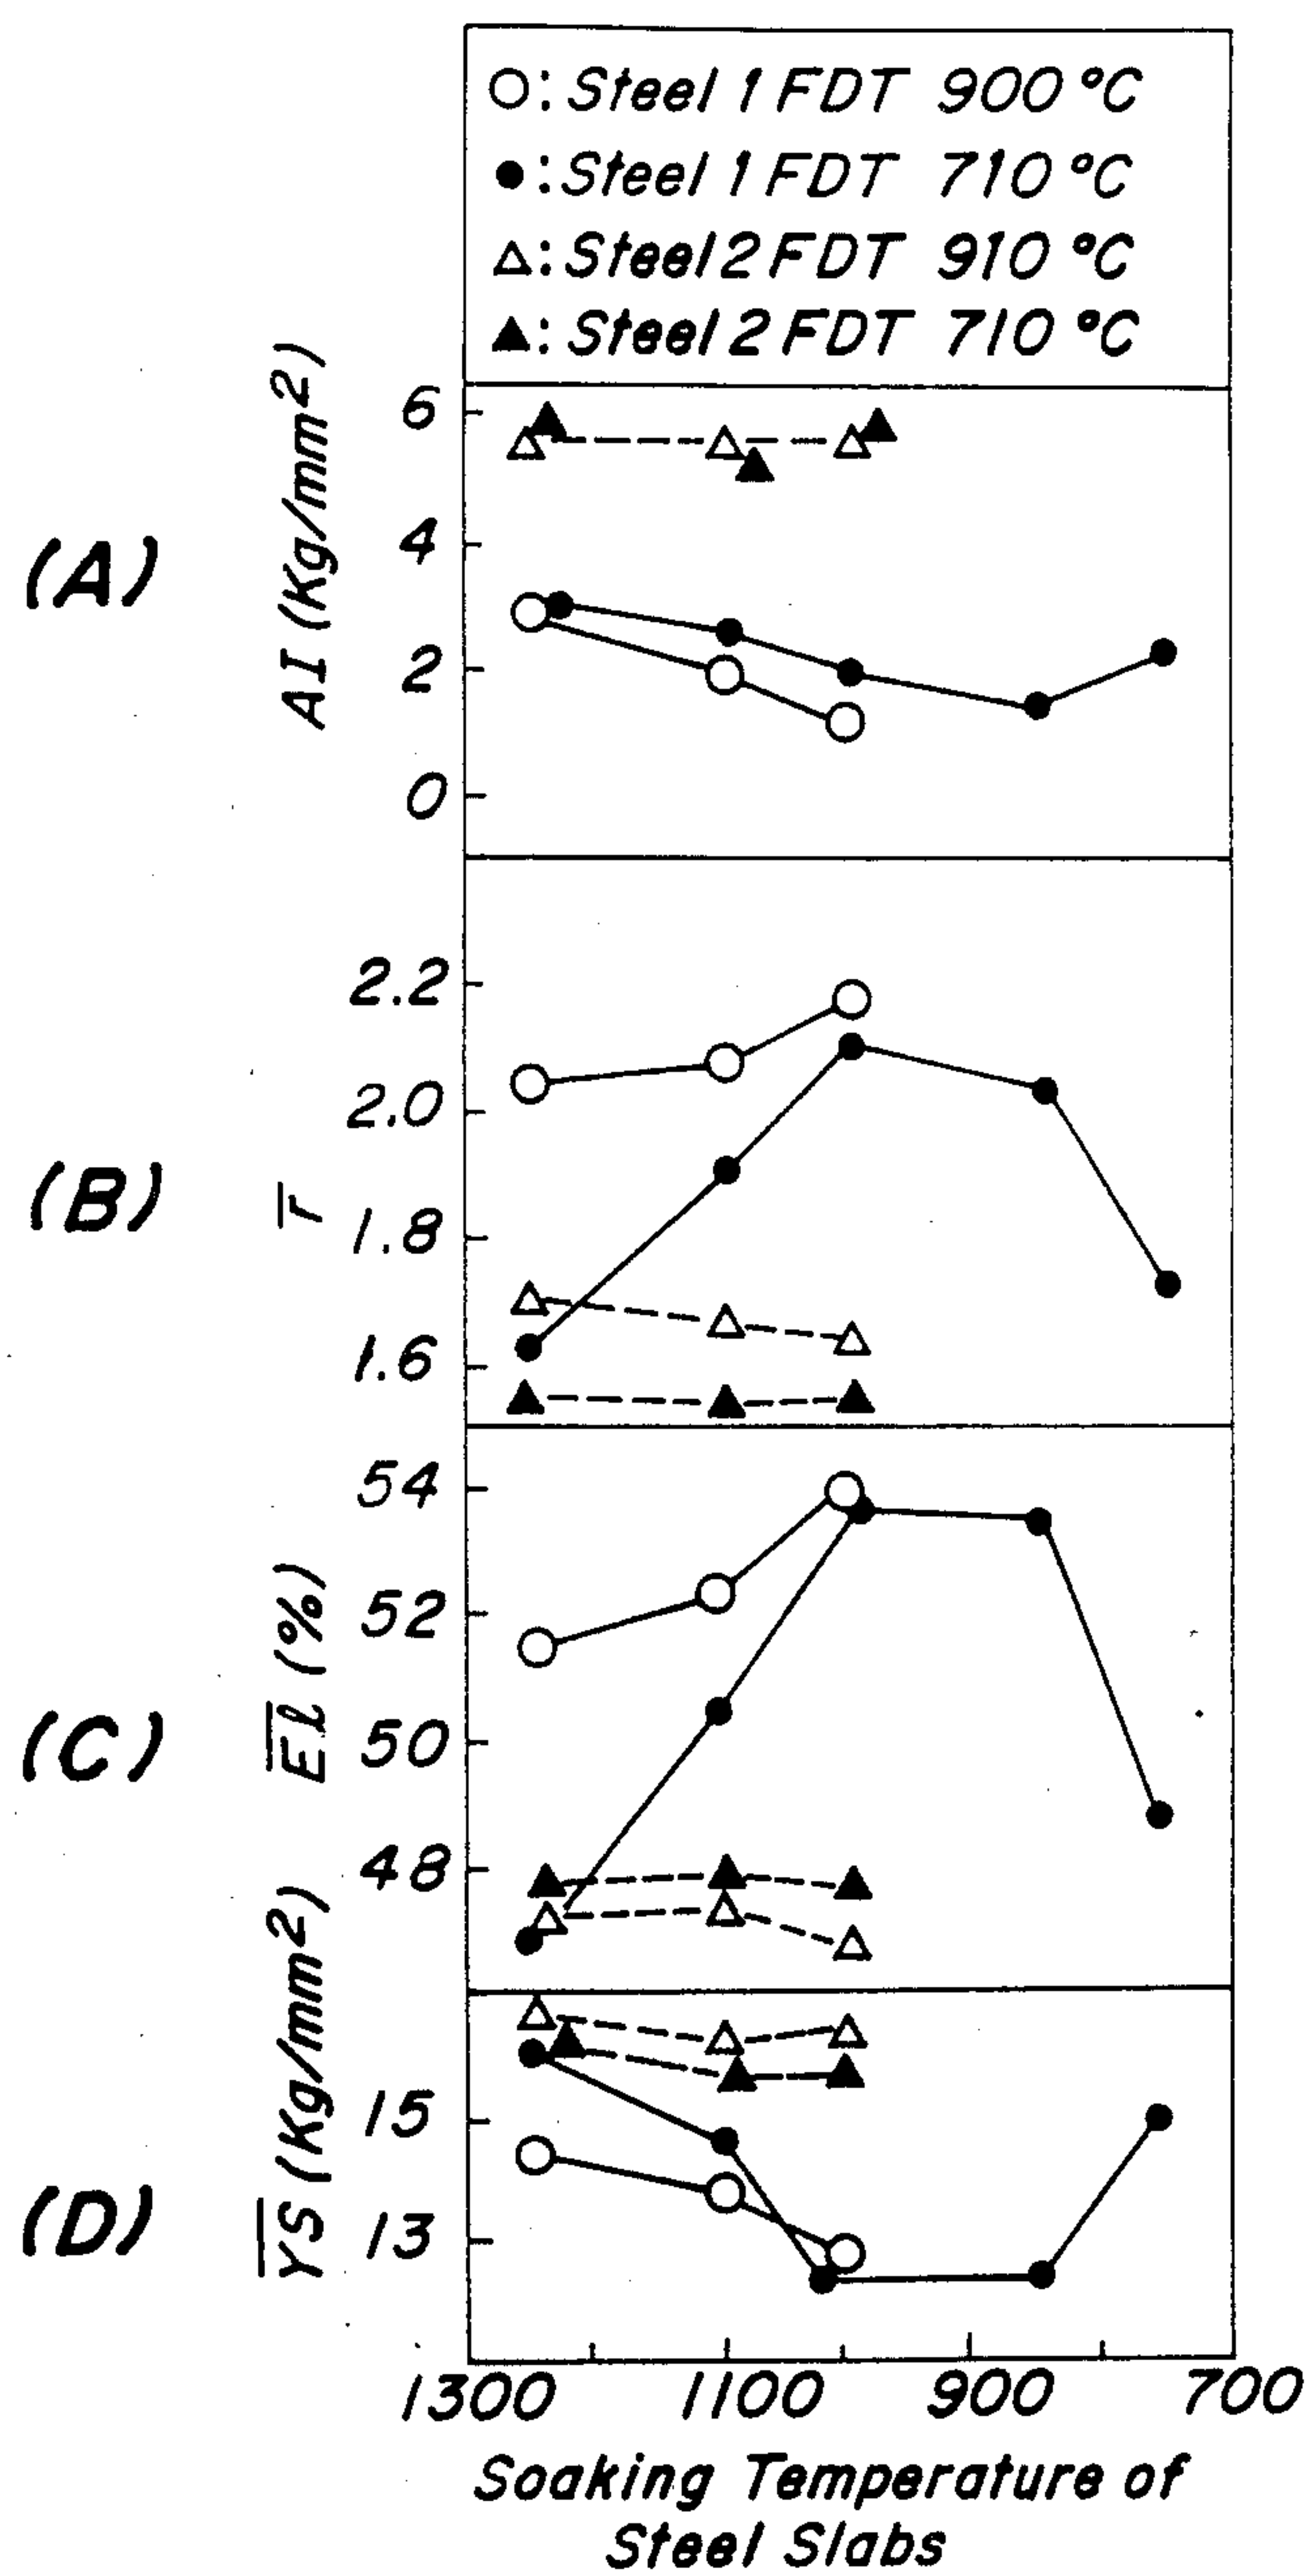 ○: Steel 1 FDT 900 °C
●: Steel 1 FDT 710 °C
△: Steel 2 FDT 910 °C
▲: Steel 2 FDT 710 °C
(A)
AI (Kg/mm²)
6
4
2
0
(B)
r̅
2.2
2.0
1.8
1.6
(C)
E̅l̅ (%)
54
52
50
48
(D)
Y̅S̅ (Kg/mm²)
15
13
1300 1100 900 700
Soaking Temperature of
Steel Slabs